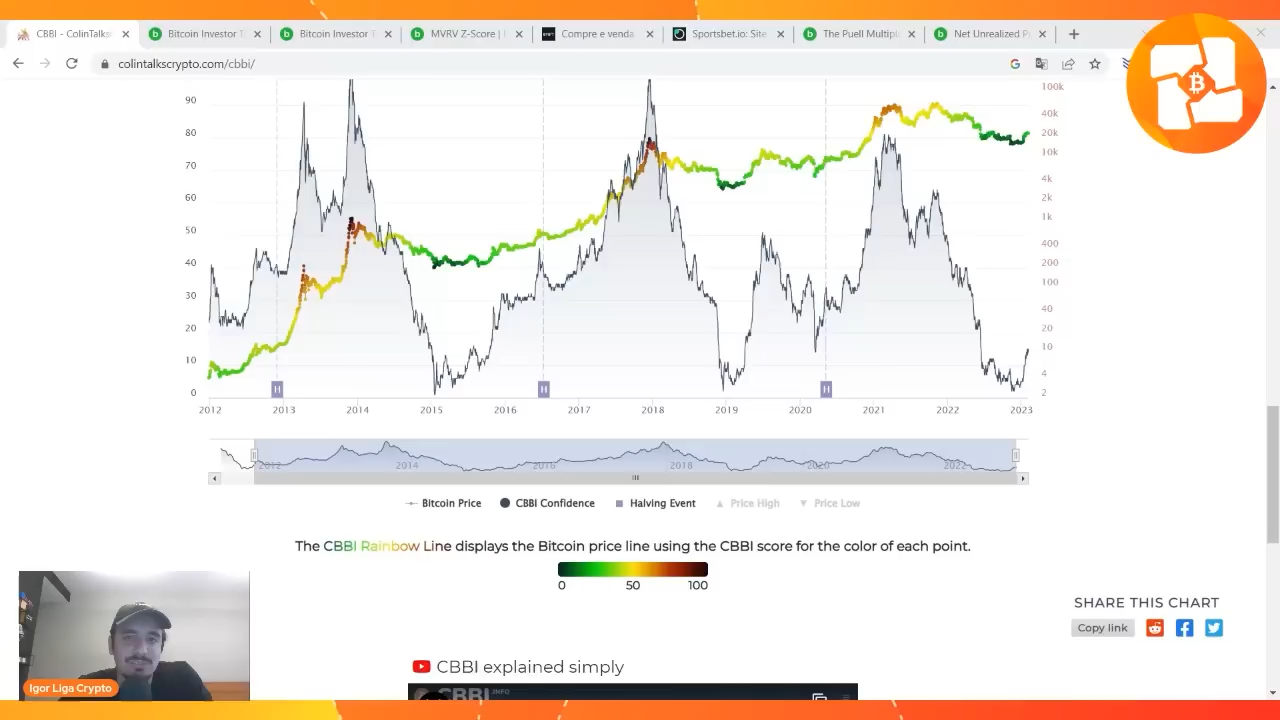 CBBI - ColinTalks
Bitcoin Investor T
Bitcoin Investor T
MVRV Z-Score |
Compre e venda
Sportsbet.io: Site
The Puell Multipl
Net Unrealized P
colintalkscrypto.com/cbbi/
90
80
70
60
50
40
30
20
10
0
100k
40k
20k
10k
4k
2k
1k
400
200
100
40
20
10
4
2
H
H
H
2012
2013
2014
2015
2016
2017
2018
2019
2020
2021
2022
2023
2012
2014
2016
2018
2020
2022
Bitcoin Price
CBBI Confidence
Halving Event
Price High
Price Low
The CBBI Rainbow Line displays the Bitcoin price line using the CBBI score for the color of each point.
0
50
100
SHARE THIS CHART
Copy link
CBBI explained simply
CBBI.INFO
Igor Liga Crypto